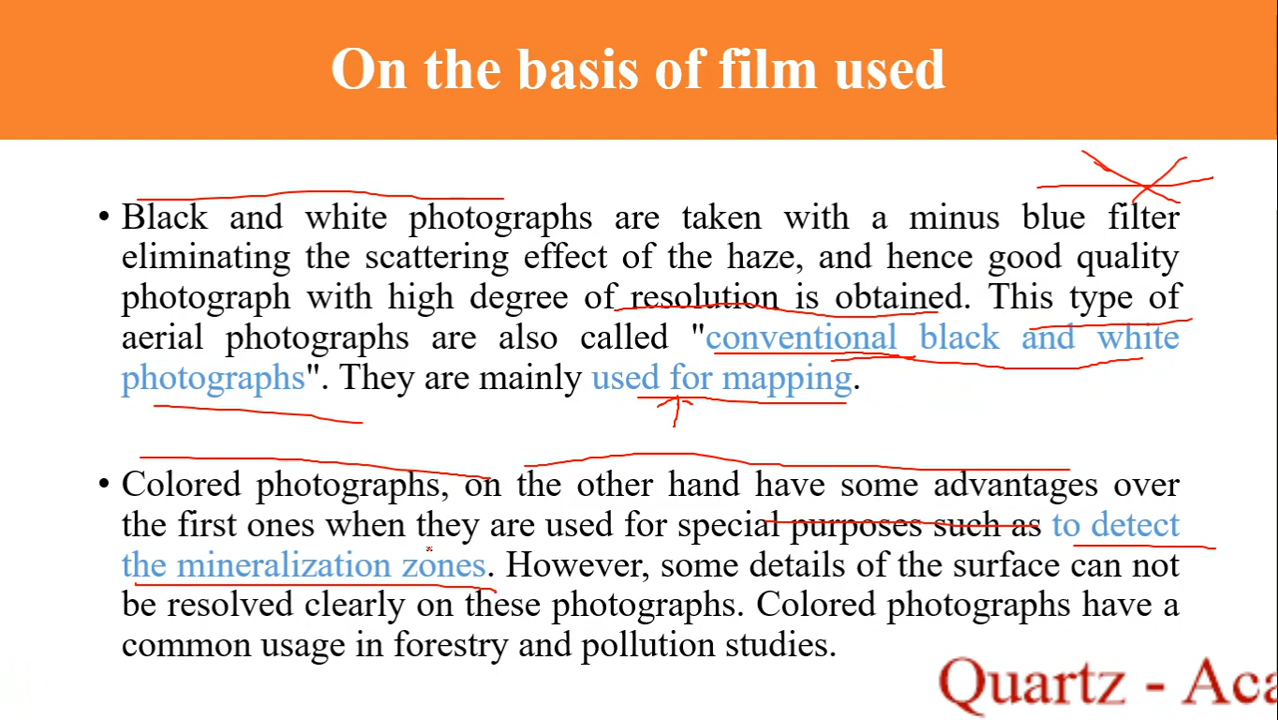 On the basis of film used
• Black and white photographs are taken with a minus blue filter
eliminating the scattering effect of the haze, and hence good quality
photograph with high degree of resolution is obtained. This type of
aerial photographs are also called "conventional black and white
photographs". They are mainly used for mapping.
• Colored photographs, on the other hand have some advantages over
the first ones when they are used for special purposes such as to detect
the mineralization zones. However, some details of the surface can not
be resolved clearly on these photographs. Colored photographs have a
common usage in forestry and pollution studies.
Quartz - Aca